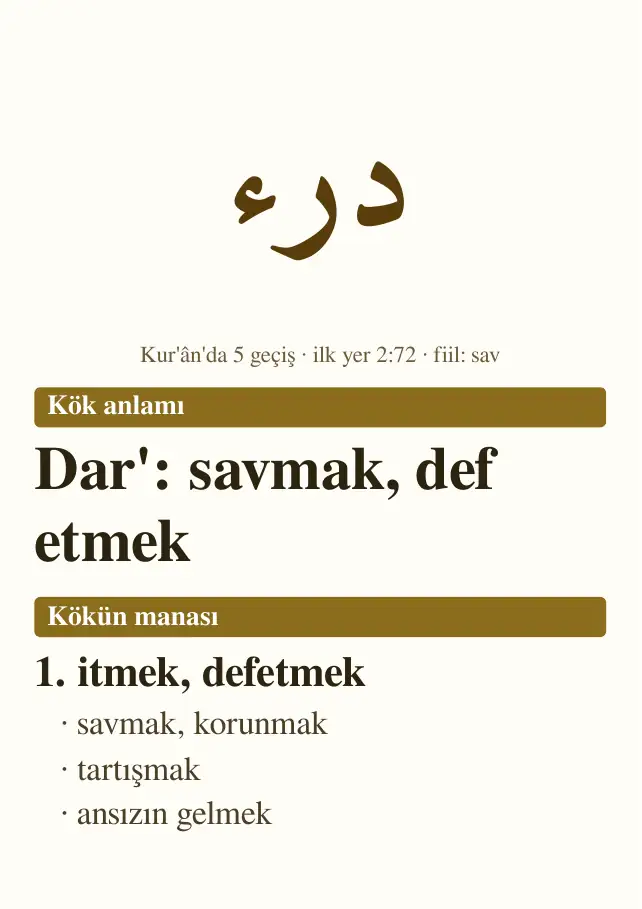 درء
Kur'ân'da 5 geçiş · ilk yer 2:72 · fiil: sav
Kök anlamı
Dar': savmak, def
etmek
Kökün manası
1. itmek, defetmek
· savmak, korunmak
· tartışmak
· ansızın gelmek